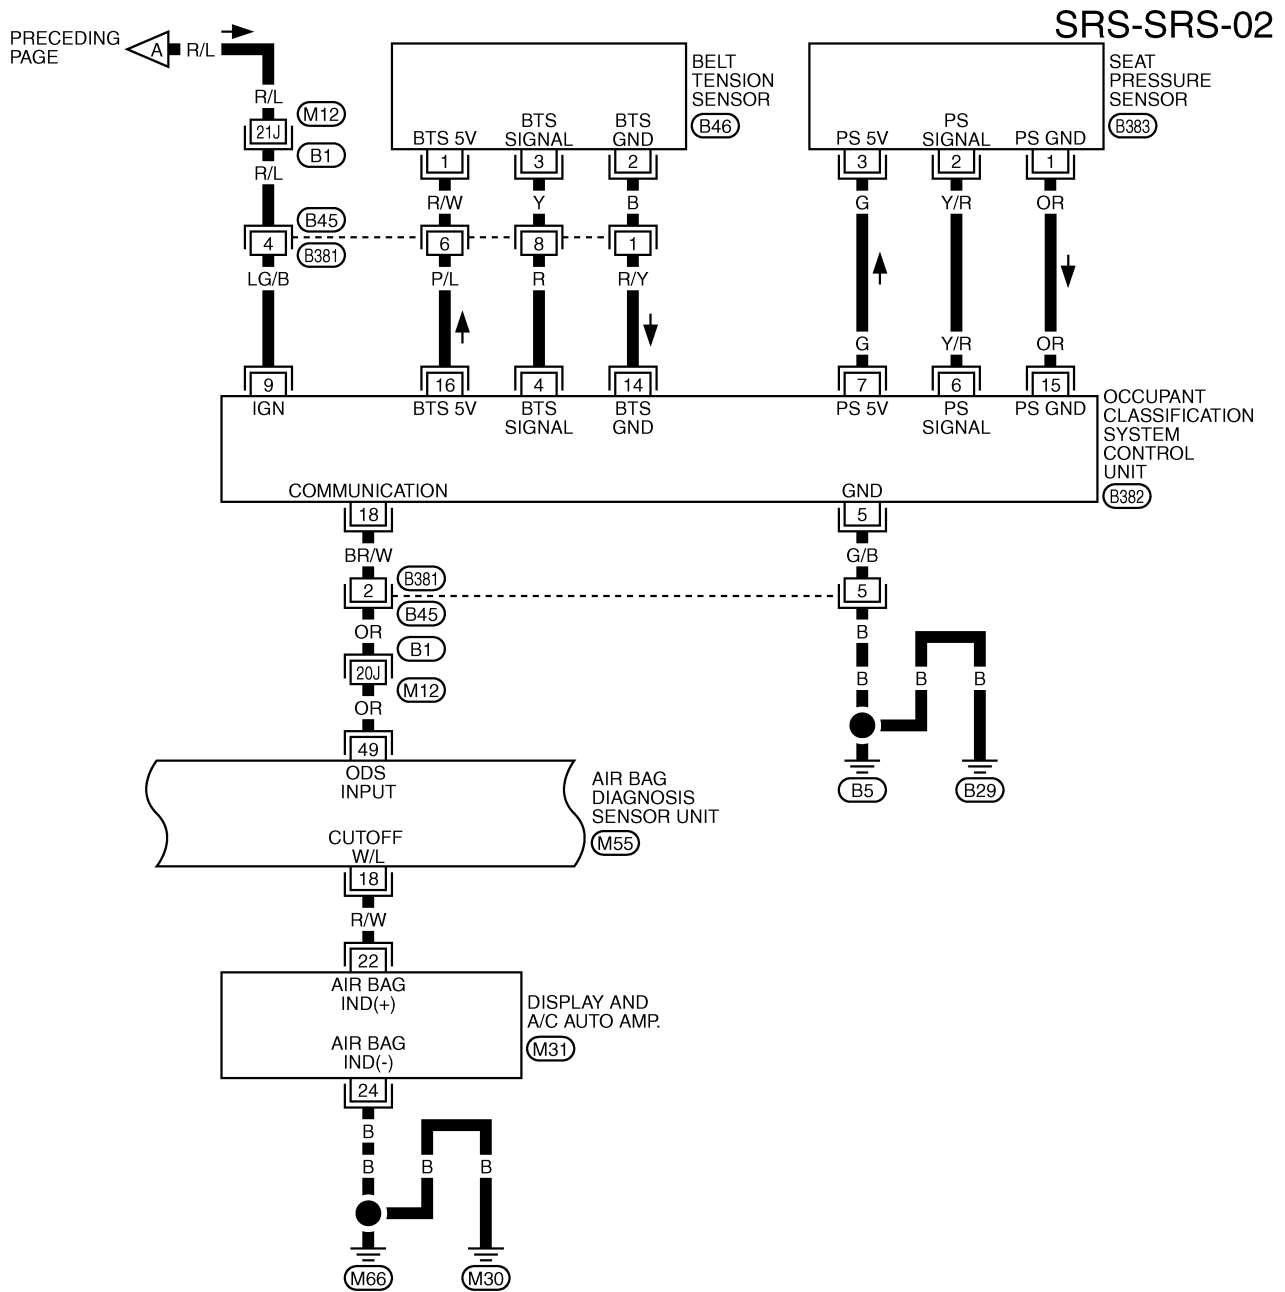 SRS-SRS-02
PRECEDING
PAGE
A
R/L
R/L
21J
M12
B1
R/L
BELT
TENSION
SENSOR
B46
BTS 5V
BTS
SIGNAL
BTS
GND
SEAT
PRESSURE
SENSOR
B383
PS 5V
PS
SIGNAL
PS GND
1
3
2
3
2
1
R/W
Y
B
G
Y/R
OR
B45
B381
4
6
8
1
LG/B
P/L
R
R/Y
G
Y/R
OR
9
16
4
14
7
6
15
IGN
BTS 5V
BTS
SIGNAL
BTS
GND
PS 5V
PS
SIGNAL
PS GND
OCCUPANT
CLASSIFICATION
SYSTEM
CONTROL
UNIT
B382
COMMUNICATION
GND
18
5
BR/W
G/B
2
B381
B45
5
OR
B
B1
20J
M12
B
B
B
OR
49
B5
B29
ODS
INPUT
AIR BAG
DIAGNOSIS
SENSOR UNIT
M55
CUTOFF
W/L
18
R/W
22
AIR BAG
IND(+)
DISPLAY AND
A/C AUTO AMP.
M31
AIR BAG
IND(-)
24
B
B
B
B
M66
M30